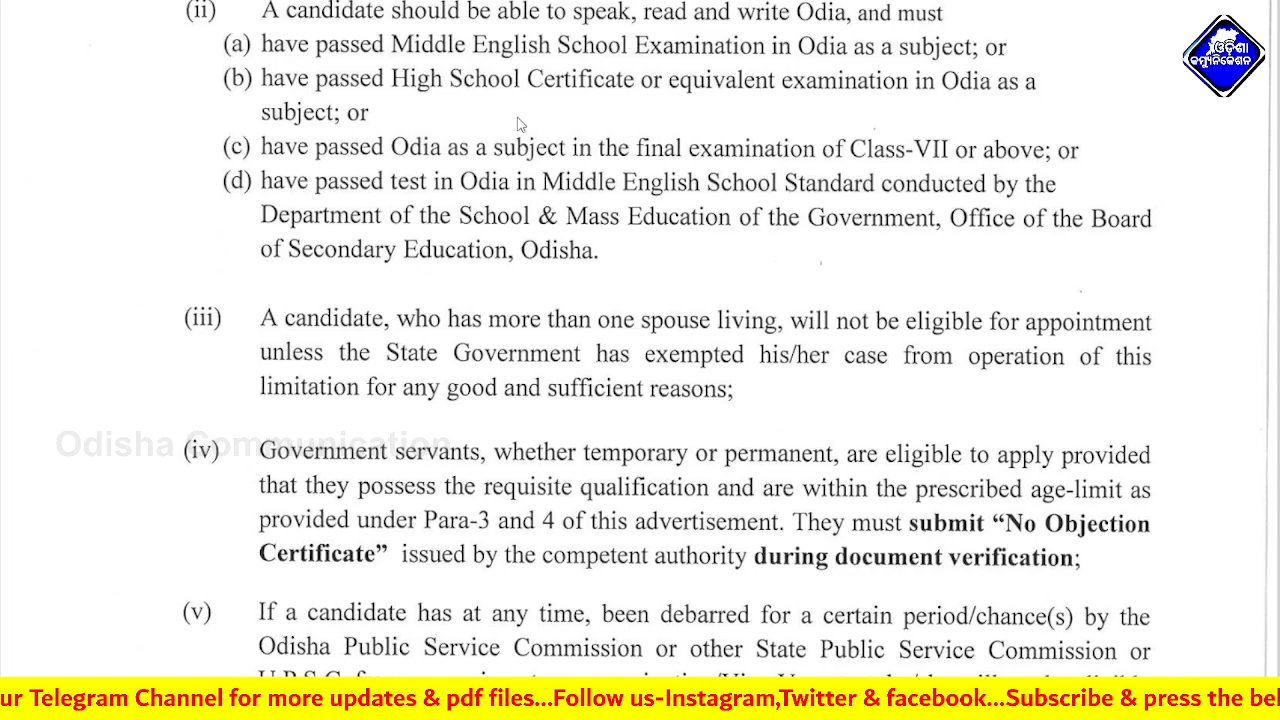 (ii) A candidate should be able to speak, read and write Odia, and must
(a) have passed Middle English School Examination in Odia as a subject; or
(b) have passed High School Certificate or equivalent examination in Odia as a
subject; or
(c) have passed Odia as a subject in the final examination of Class-VII or above; or
(d) have passed test in Odia in Middle English School Standard conducted by the
Department of the School & Mass Education of the Government, Office of the Board
of Secondary Education, Odisha.
(iii) A candidate, who has more than one spouse living, will not be eligible for appointment
unless the State Government has exempted his/her case from operation of this
limitation for any good and sufficient reasons;
(iv) Government servants, whether temporary or permanent, are eligible to apply provided
that they possess the requisite qualification and are within the prescribed age-limit as
provided under Para-3 and 4 of this advertisement. They must submit “No Objection
Certificate” issued by the competent authority during document verification;
(v) If a candidate has at any time, been debarred for a certain period/chance(s) by the
Odisha Public Service Commission or other State Public Service Commission or
ଓଡ଼ିଶା
କମ୍ୟୁନିକେଶନ
Odisha Communication
ur Telegram Channel for more updates & pdf files...Follow us-Instagram,Twitter & facebook...Subscribe & press the bel